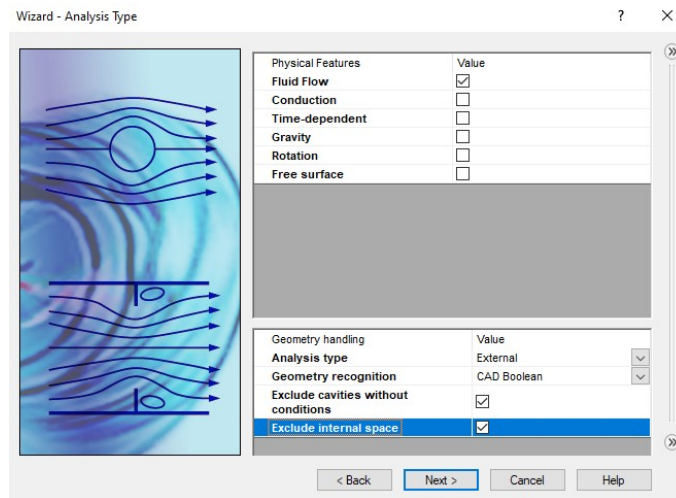 Wizard - Analysis Type ?
Physical Features Value
Fluid Flow
Conduction
Time-dependent
Gravity
Rotation
Free surface
Geometry handling Value
Analysis type External
Geometry recognition CAD Boolean
Exclude cavities without
conditions
Exclude internal space
< Back Next > Cancel Help